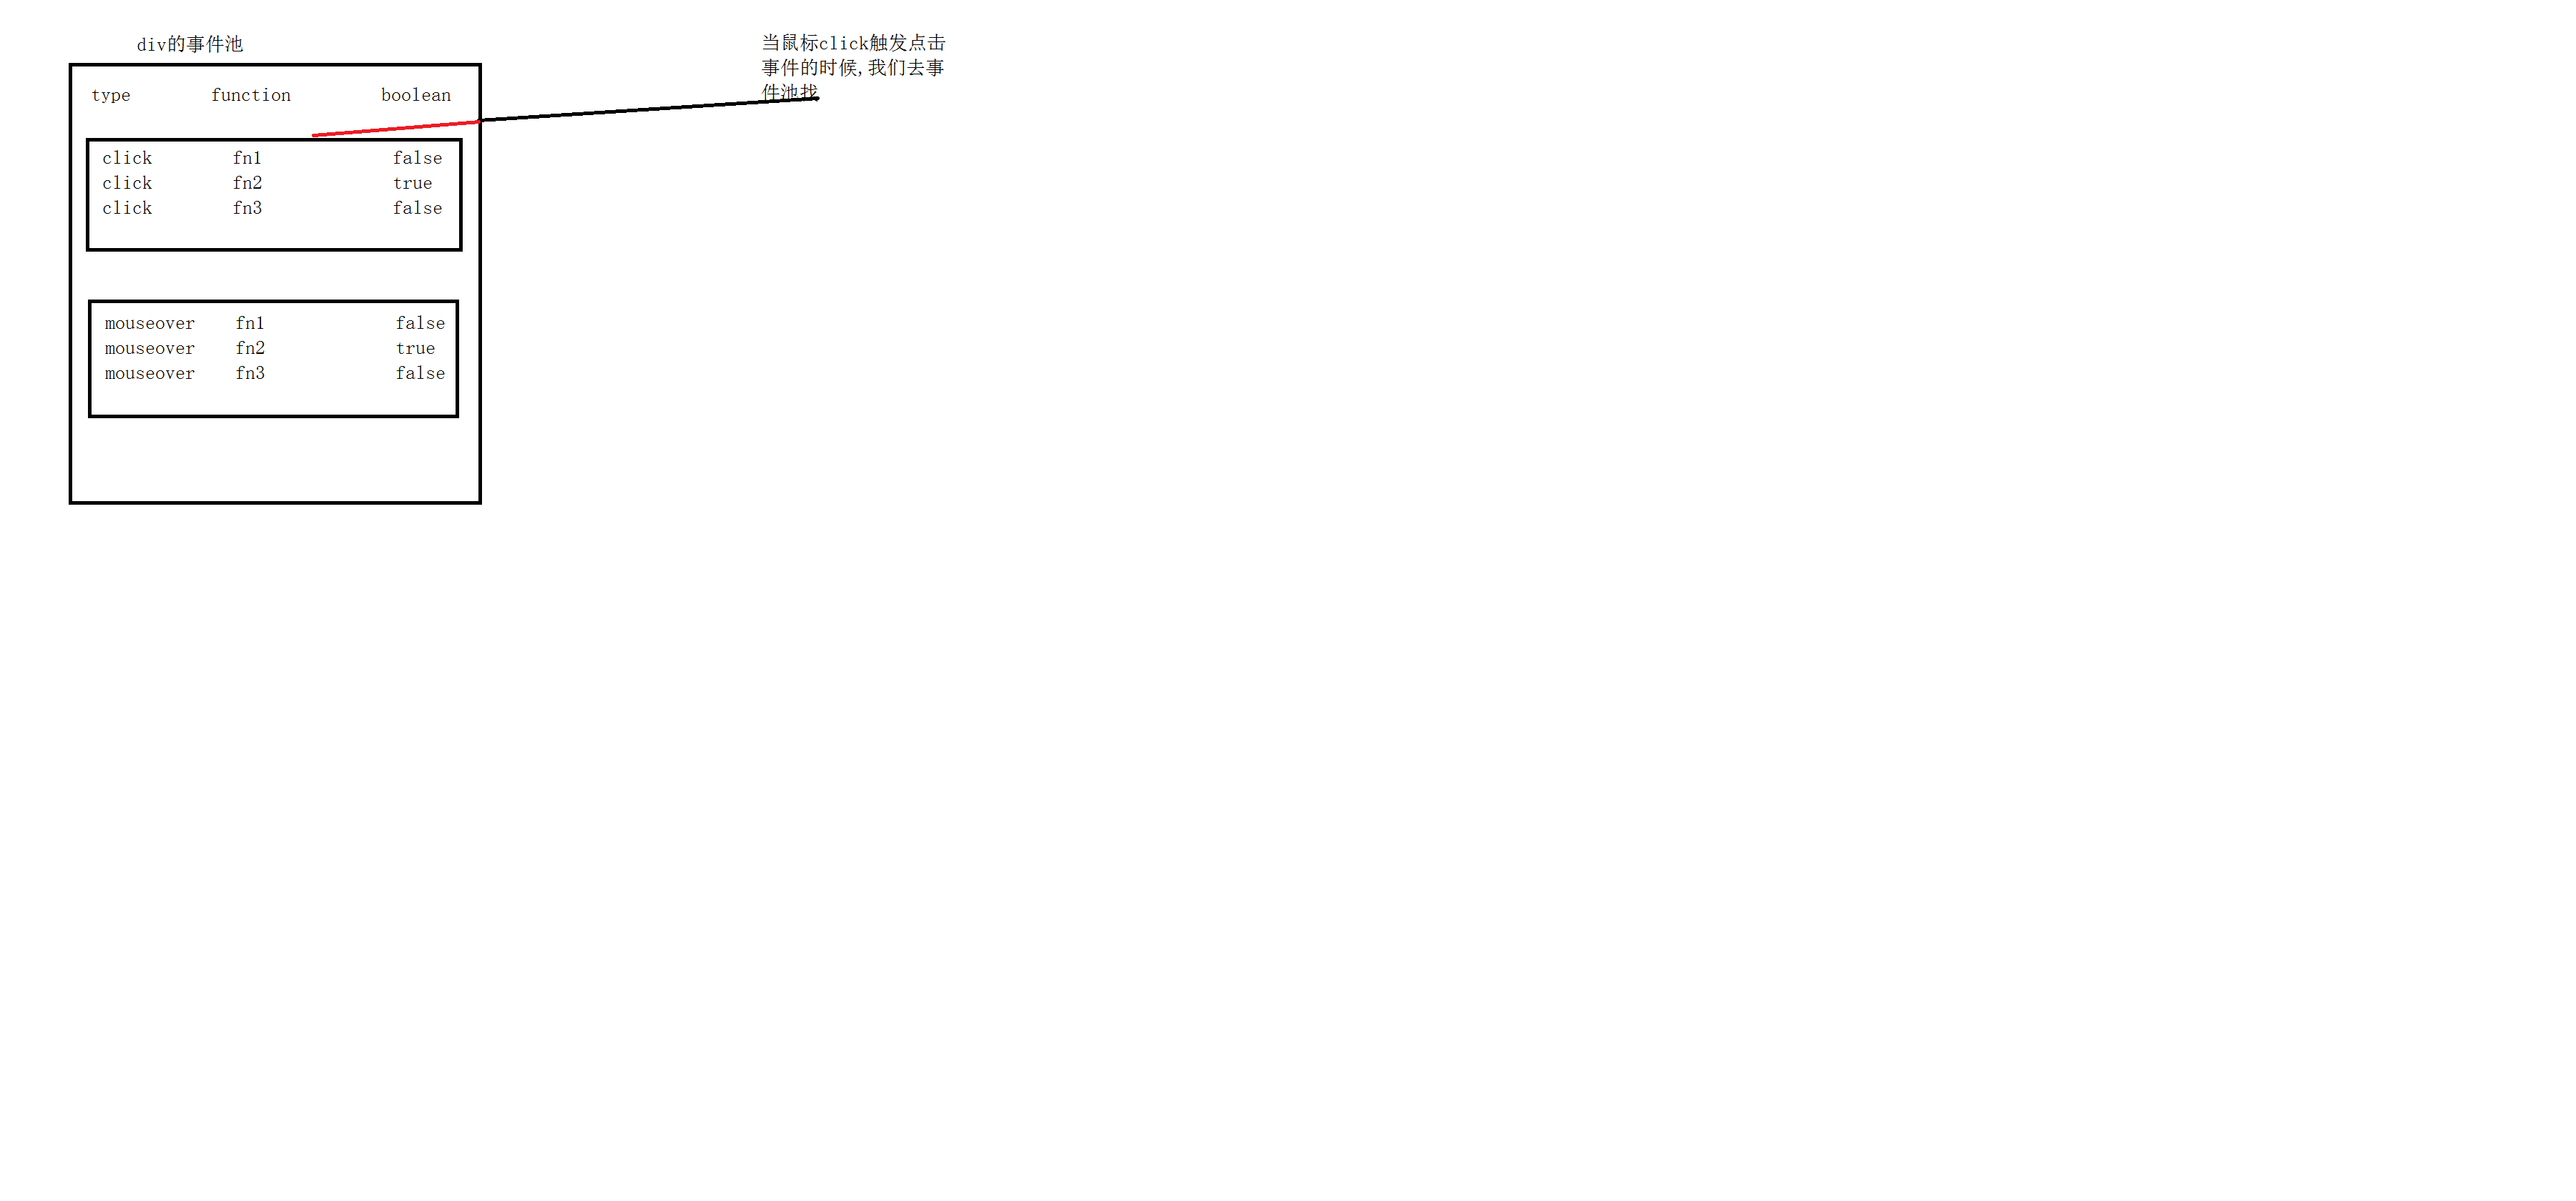 div的事件池
type function boolean
click fn1 false
click fn2 true
click fn3 false
mouseover fn1 false
mouseover fn2 true
mouseover fn3 false
当鼠标click触发点击
事件的时候,我们去事
件池找